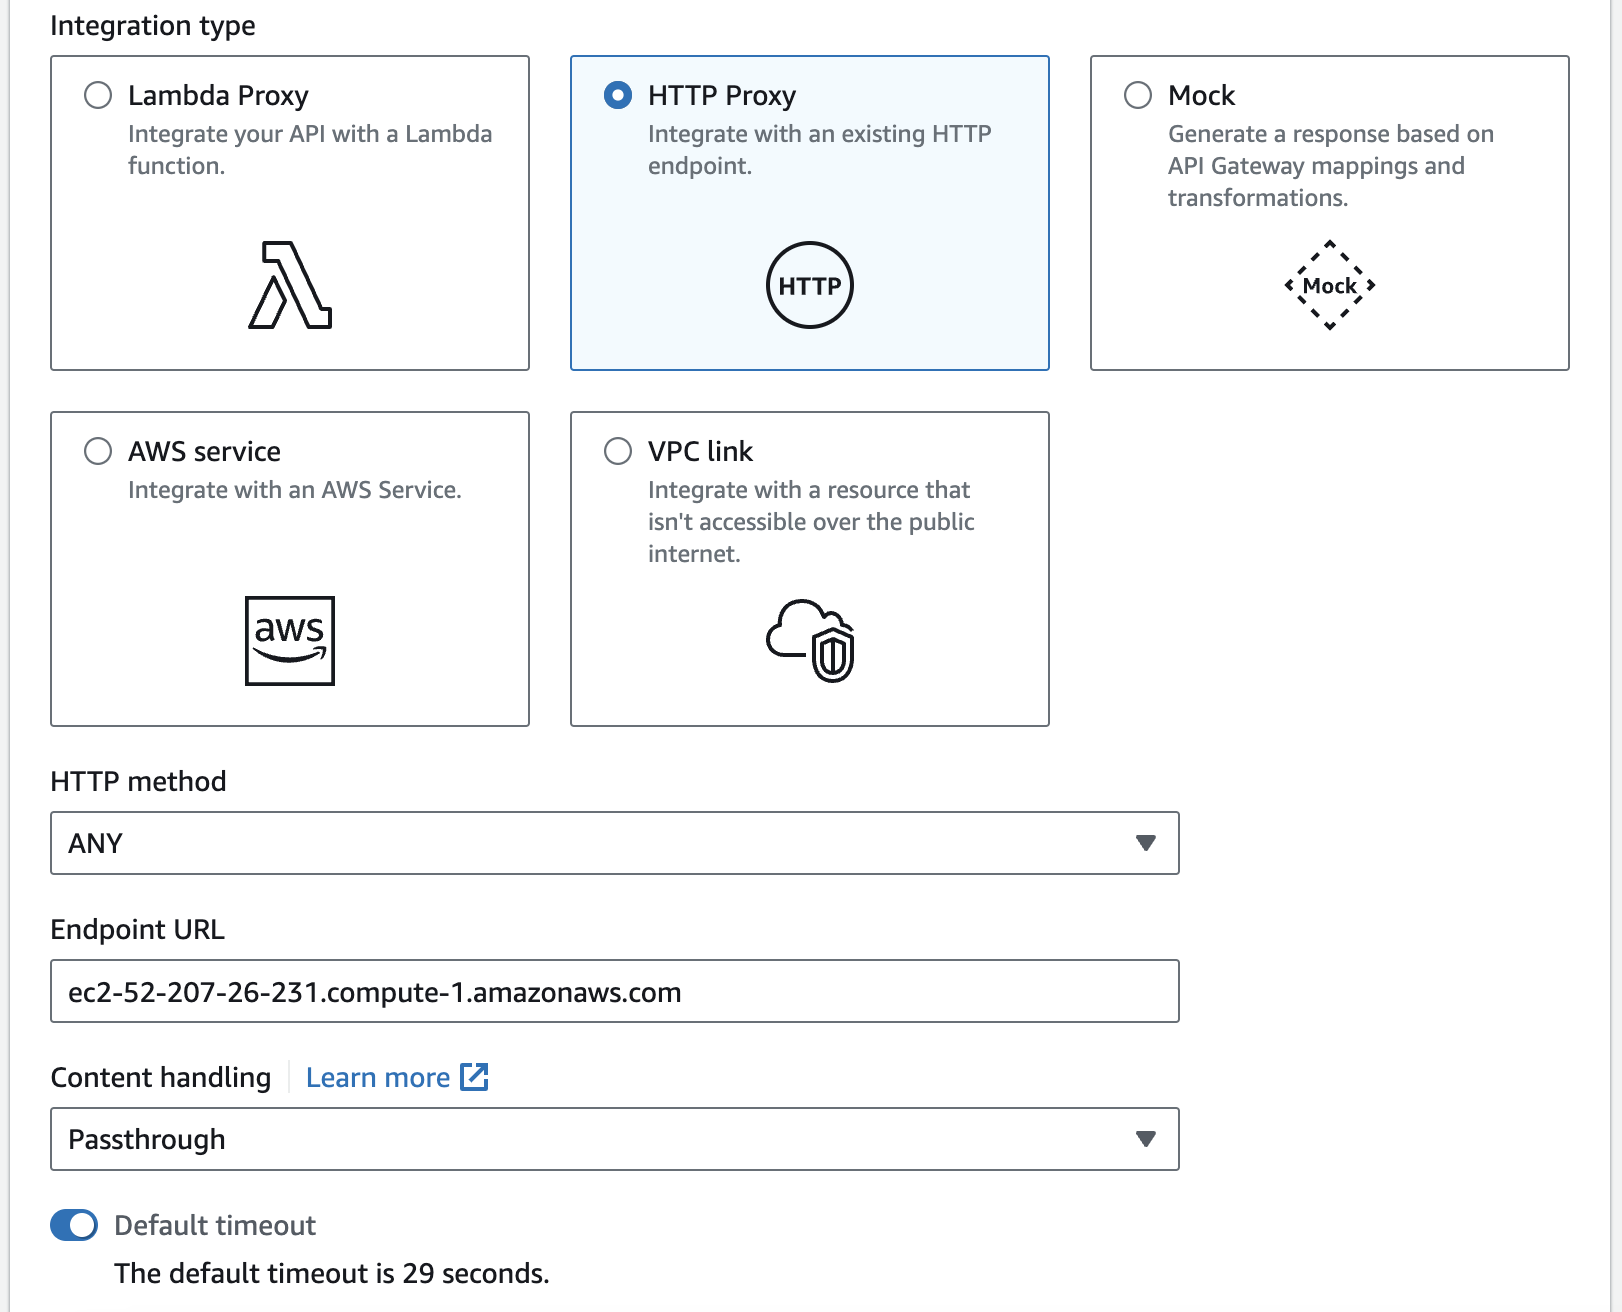 Integration type
Lambda Proxy
Integrate your API with a Lambda
function.
HTTP Proxy
Integrate with an existing HTTP
endpoint.
HTTP
Mock
Generate a response based on
API Gateway mappings and
transformations.
Mock
AWS service
Integrate with an AWS Service.
aws
VPC link
Integrate with a resource that
isn't accessible over the public
internet.
HTTP method
ANY
Endpoint URL
ec2-52-207-26-231.compute-1.amazonaws.com
Content handling
Learn more
Passthrough
Default timeout
The default timeout is 29 seconds.